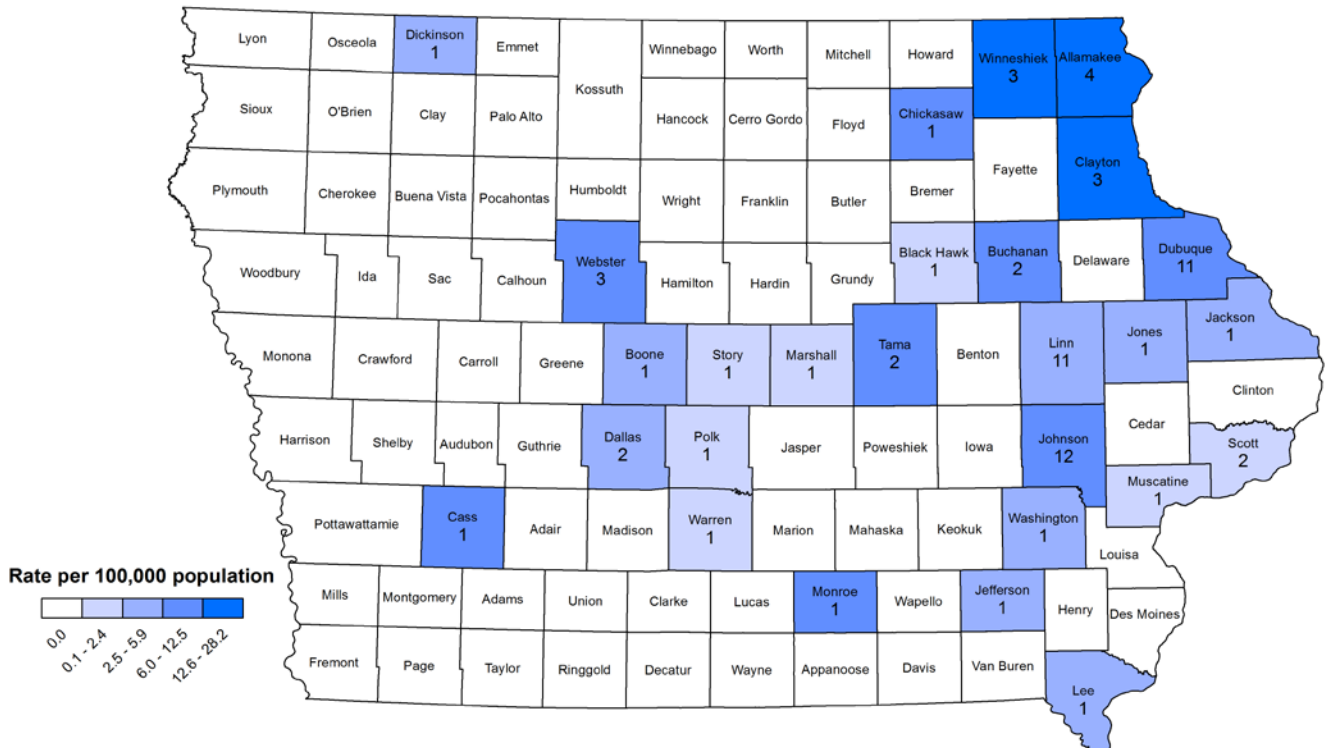 Lyon
Osceola
Dickinson
1
Emmet
Kossuth
Winnebago
Worth
Mitchell
Howard
Winneshiek
3
Allamakee
4
Sioux
O'Brien
Clay
Palo Alto
Hancock
Cerro Gordo
Floyd
Chickasaw
1
Fayette
Clayton
3
Plymouth
Cherokee
Buena Vista
Pocahontas
Humboldt
Wright
Franklin
Butler
Bremer
Woodbury
Ida
Sac
Calhoun
Webster
3
Hamilton
Hardin
Grundy
Black Hawk
1
Buchanan
2
Delaware
Dubuque
11
Monona
Crawford
Carroll
Greene
Boone
1
Story
1
Marshall
1
Tama
2
Benton
Linn
11
Jones
1
Jackson
1
Clinton
Harrison
Shelby
Audubon
Guthrie
Dallas
2
Polk
1
Jasper
Poweshiek
Iowa
Johnson
12
Cedar
Scott
2
Muscatine
1
Pottawattamie
Cass
1
Adair
Madison
Warren
1
Marion
Mahaska
Keokuk
Washington
1
Louisa
Mills
Montgomery
Adams
Union
Clarke
Lucas
Monroe
1
Wapello
Jefferson
1
Henry
Des Moines
Fremont
Page
Taylor
Ringgold
Decatur
Wayne
Appanoose
Davis
Van Buren
Lee
1
Rate per 100,000 population
0.0
0.1 - 2.4
2.5 - 5.9
6.0 - 12.5
12.6 - 28.2